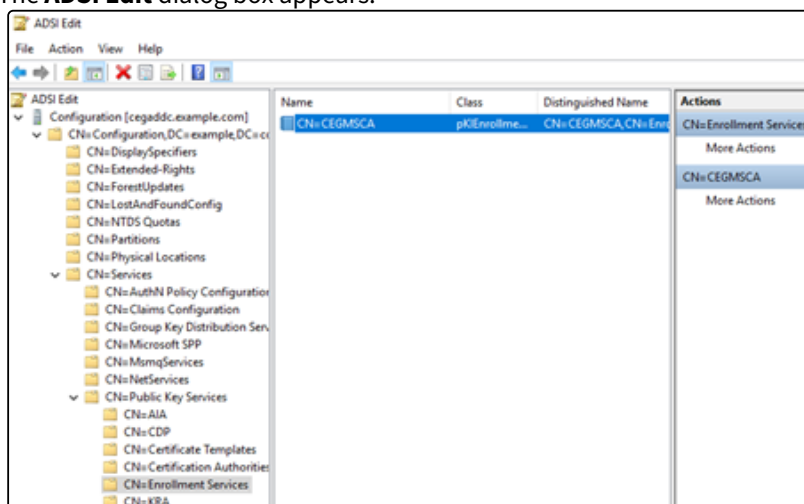 The ADSI Edit dialog box appears.
ADSI Edit
File Action View Help
ADSI Edit
Configuration [cegaddc.example.com]
CN=Configuration,DC=example,DC=co
CN=DisplaySpecifiers
CN=Extended-Rights
CN=ForestUpdates
CN=LostAndFoundConfig
CN=NTDS Quotas
CN=Partitions
CN=Physical Locations
CN=Services
CN=AuthN Policy Configuration
CN=Claims Configuration
CN=Group Key Distribution Serv
CN=Microsoft SPP
CN=MsmqServices
CN=NetServices
CN=Public Key Services
CN=AIA
CN=CDP
CN=Certificate Templates
CN=Certification Authorities
CN=Enrollment Services
CN=KRA
Name Class Distinguished Name
CN=CEGMSCA pKIEnrollme... CN=CEGMSCA,CN=Enro
Actions
CN=Enrollment Services
More Actions
CN=CEGMSCA
More Actions